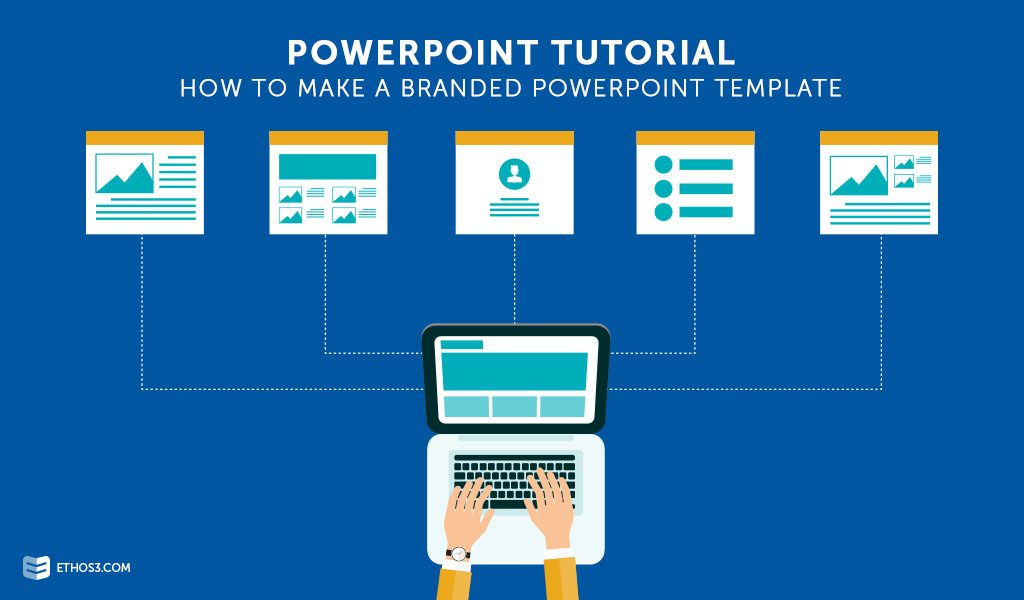 POWERPOINT TUTORIAL
HOW TO MAKE A BRANDED POWERPOINT TEMPLATE
ETHOS3.COM